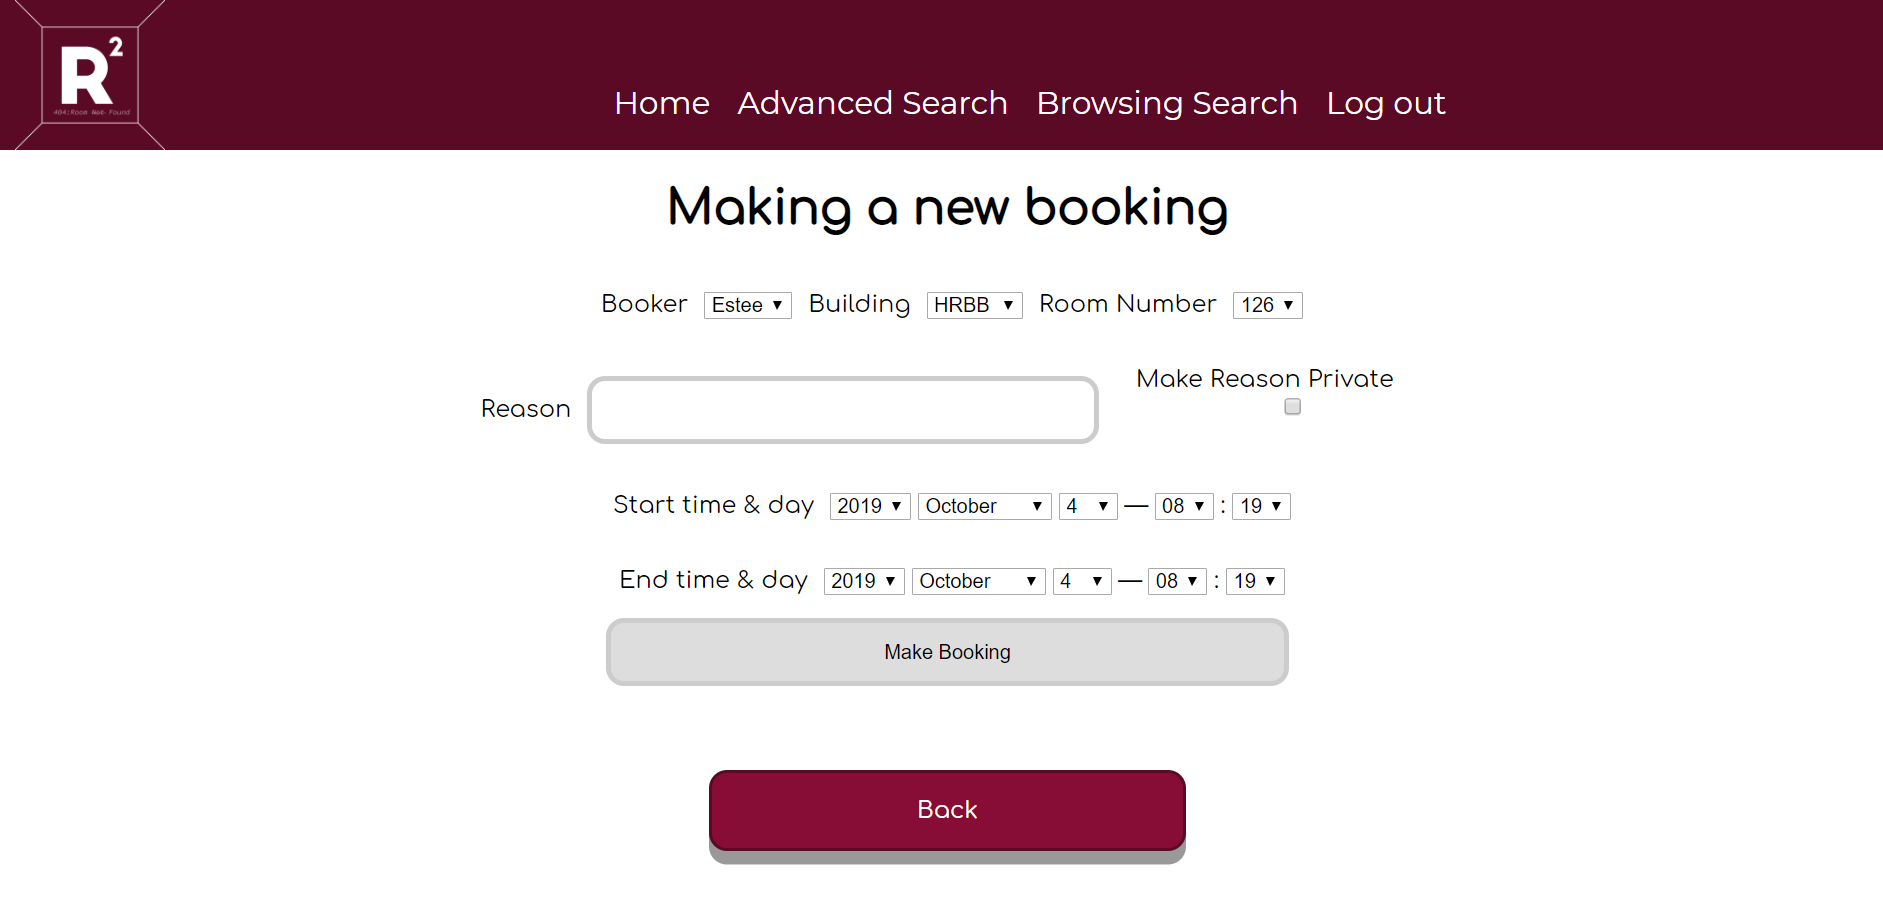 R2
404:Room Not Found
Home Advanced Search Browsing Search Log out
Making a new booking
Booker Estee Building HRBB Room Number 126
Make Reason Private
Reason
Start time & day 2019 October 4 — 08 : 19
End time & day 2019 October 4 — 08 : 19
Make Booking
Back